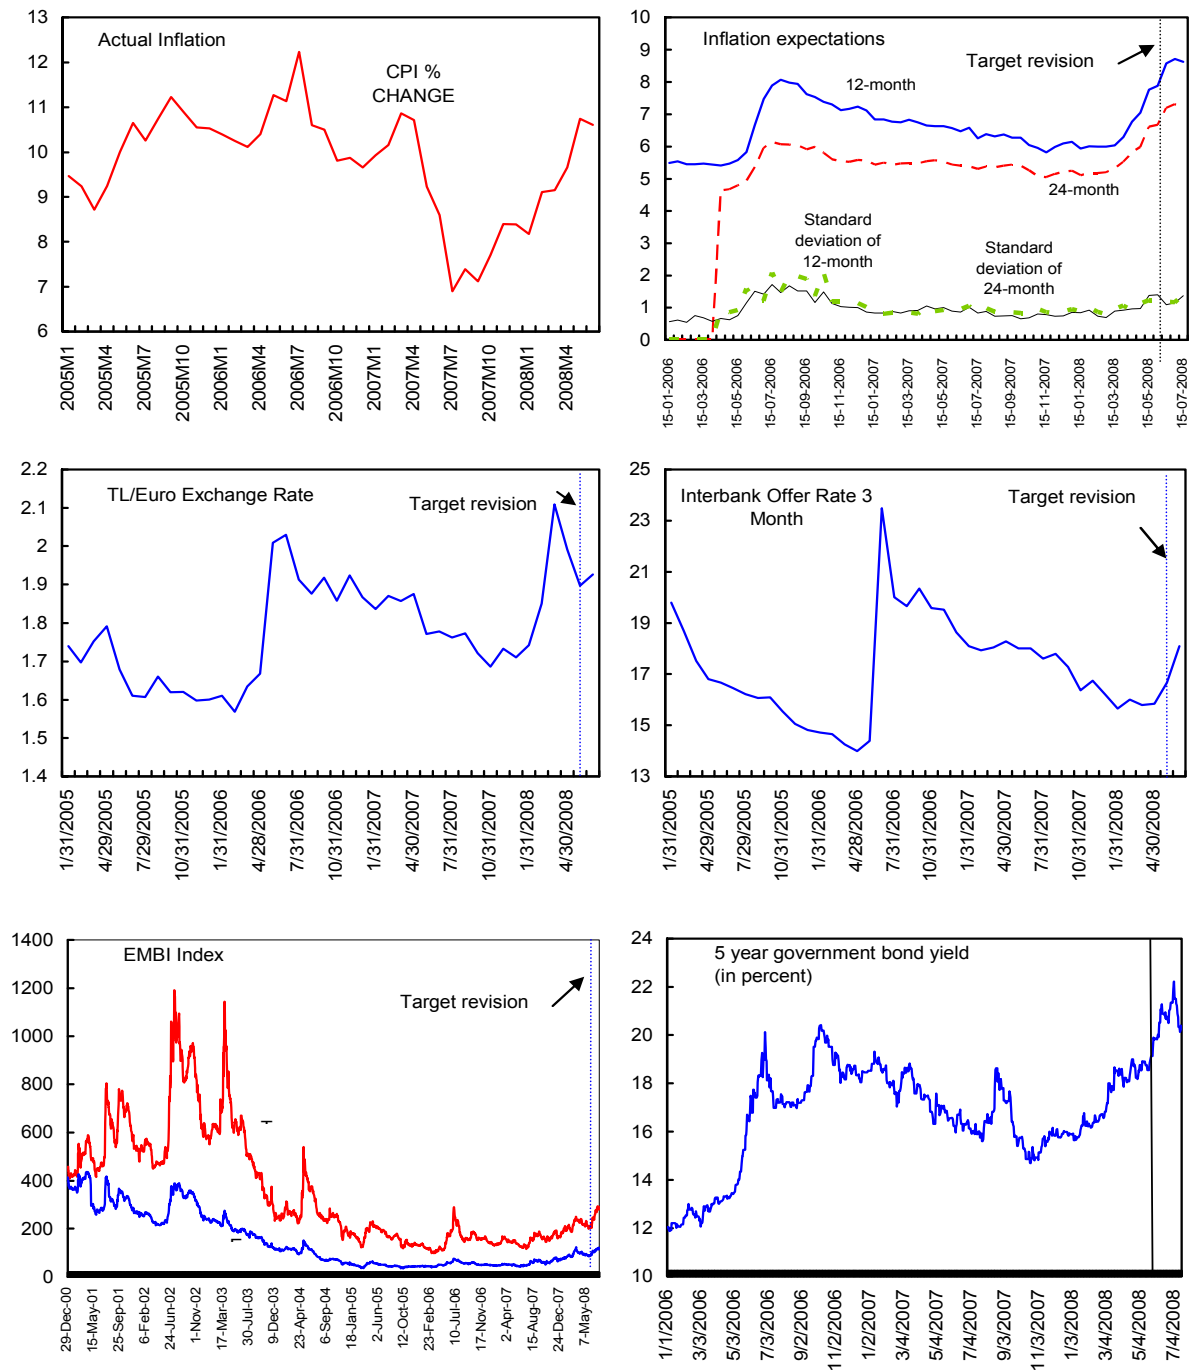 Actual Inflation
CPI %
CHANGE
13
12
11
10
9
8
7
6
2005M1
2005M4
2005M7
2005M10
2006M1
2006M4
2006M7
2006M10
2007M1
2007M4
2007M7
2007M10
2008M1
2008M4
Inflation expectations
Target revision
12-month
24-month
Standard
deviation of
12-month
Standard
deviation of
24-month
10
9
8
7
6
5
4
3
2
1
0
15-01-2006
15-03-2006
15-05-2006
15-07-2006
15-09-2006
15-11-2006
15-01-2007
15-03-2007
15-05-2007
15-07-2007
15-09-2007
15-11-2007
15-01-2008
15-03-2008
15-05-2008
15-07-2008
TL/Euro Exchange Rate
Target revision
2.2
2.1
2
1.9
1.8
1.7
1.6
1.5
1.4
1/31/2005
4/29/2005
7/29/2005
10/31/2005
1/31/2006
4/28/2006
7/31/2006
10/31/2006
1/31/2007
4/30/2007
7/31/2007
10/31/2007
1/31/2008
4/30/2008
Interbank Offer Rate 3
Month
Target revision
25
23
21
19
17
15
13
1/31/2005
4/29/2005
7/29/2005
10/31/2005
1/31/2006
4/28/2006
7/31/2006
10/31/2006
1/31/2007
4/30/2007
7/31/2007
10/31/2007
1/31/2008
4/30/2008
EMBI Index
Target revision
1400
1200
1000
800
600
400
200
0
29-Dec-00
15-May-01
25-Sep-01
6-Feb-02
24-Jun-02
1-Nov-02
17-Mar-03
30-Jul-03
9-Dec-03
23-Apr-04
6-Sep-04
18-Jan-05
2-Jun-05
12-Oct-05
23-Feb-06
10-Jul-06
17-Nov-06
2-Apr-07
15-Aug-07
24-Dec-07
7-May-08
5 year government bond yield
(in percent)
24
22
20
18
16
14
12
10
1/1/2006
3/3/2006
5/3/2006
7/3/2006
9/2/2006
11/2/2006
1/2/2007
3/4/2007
5/4/2007
7/4/2007
9/3/2007
11/3/2007
1/3/2008
3/4/2008
5/4/2008
7/4/2008